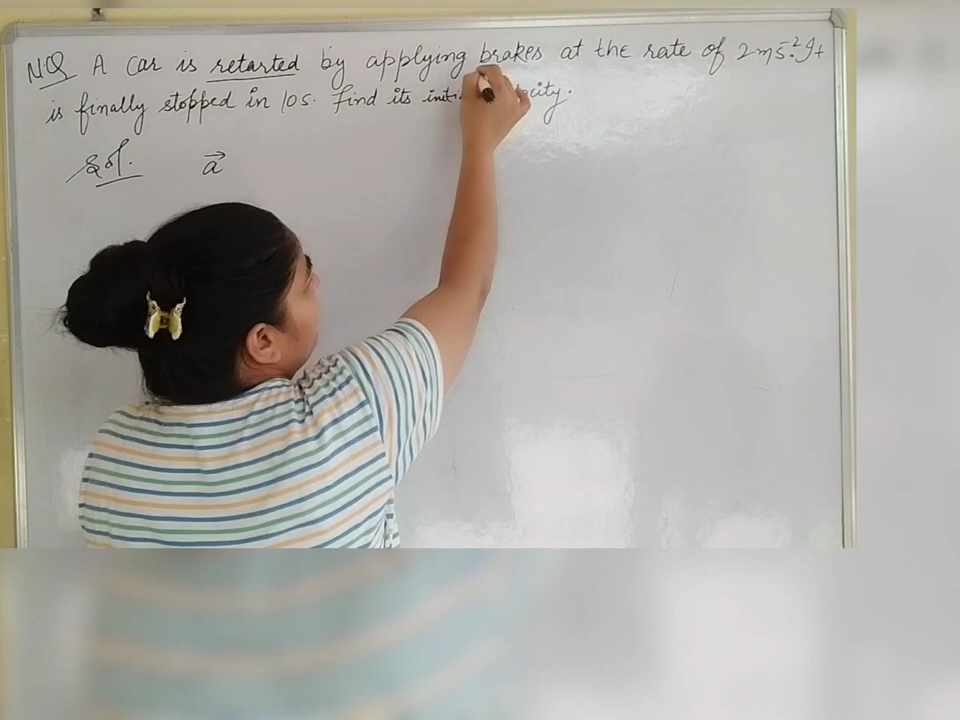 NQ A car is retarted by applying brakes at the rate of 2ms⁻². It
is finally stopped in 10s. Find its
Sol. a⃗